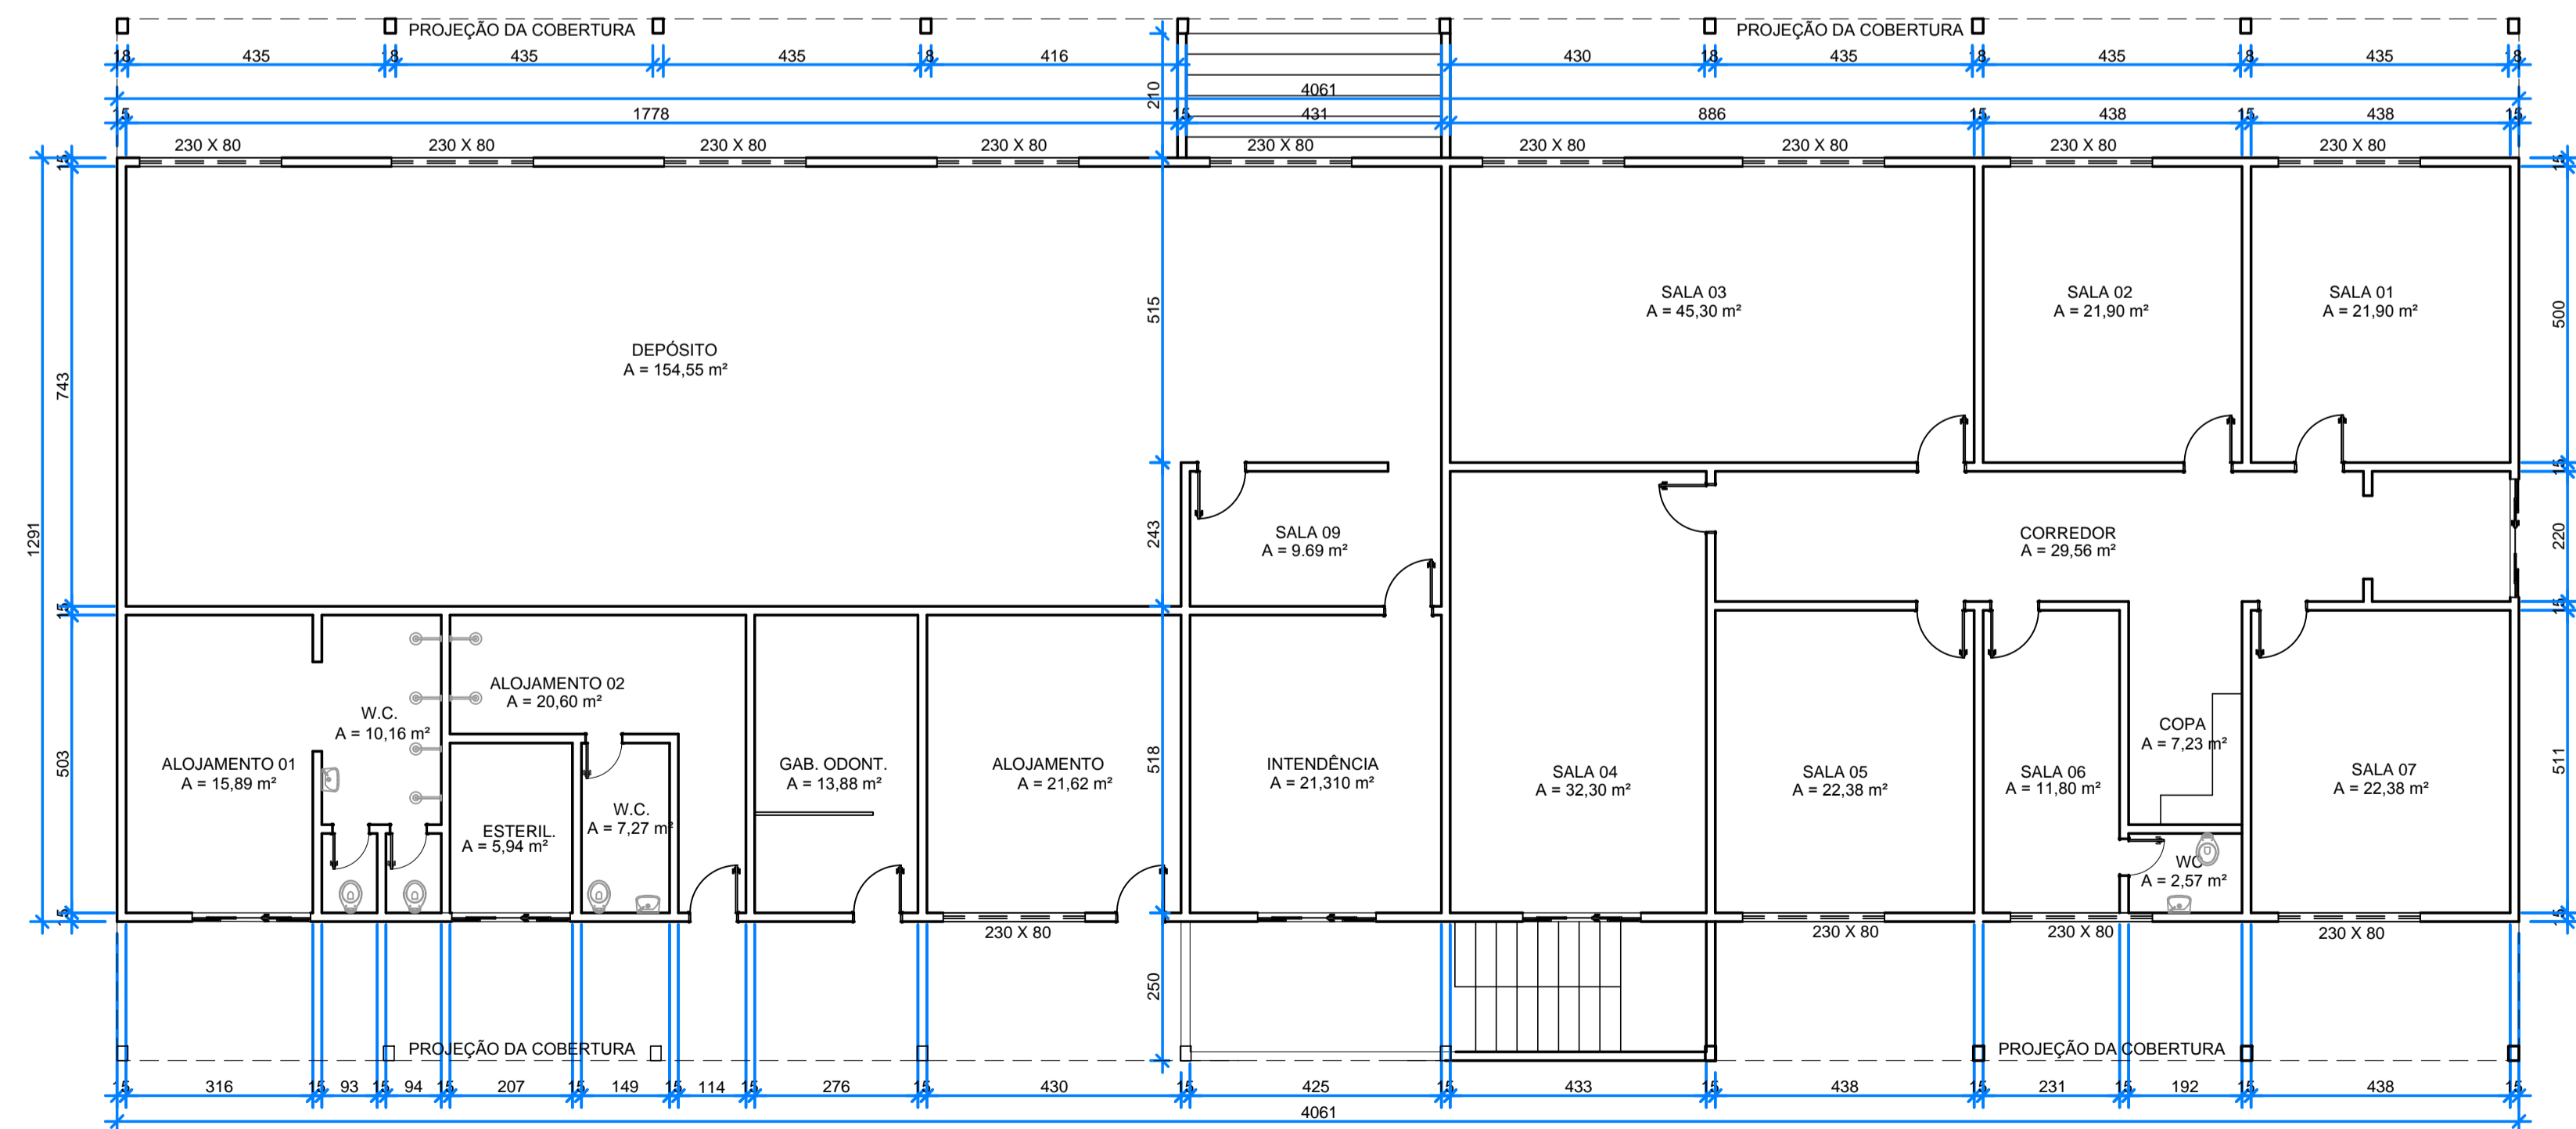 PROJEÇÃO DA COBERTURA
PROJEÇÃO DA COBERTURA
18 435 18 435 18 435 18 416 430 18 435 18 435 18 435 18
4061
210
15 1778 15 431 886 15 438 15 438 15
230 X 80 230 X 80 230 X 80 230 X 80 230 X 80 230 X 80 230 X 80 230 X 80 230 X 80
15
15
SALA 03
A = 45,30 m²
SALA 02
A = 21,90 m²
SALA 01
A = 21,90 m²
515
500
DEPÓSITO
A = 154,55 m²
743
15
15
1291
243
SALA 09
A = 9.69 m²
CORREDOR
A = 29,56 m²
220
15
15
ALOJAMENTO 02
A = 20,60 m²
W.C.
A = 10,16 m²
COPA
A = 7,23 m²
503
ALOJAMENTO 01
A = 15,89 m²
GAB. ODONT.
A = 13,88 m²
ALOJAMENTO
A = 21,62 m²
518
INTENDÊNCIA
A = 21,310 m²
SALA 04
A = 32,30 m²
SALA 05
A = 22,38 m²
SALA 06
A = 11,80 m²
SALA 07
A = 22,38 m²
511
W.C.
A = 7,27 m²
ESTERIL.
A = 5,94 m²
WC
A = 2,57 m²
15
15
230 X 80 230 X 80 230 X 80 230 X 80
250
PROJEÇÃO DA COBERTURA
PROJEÇÃO DA COBERTURA
15 316 15 93 15 94 15 207 15 149 15 114 15 276 15 430 15 425 15 433 15 438 15 231 15 192 15 438 15
4061